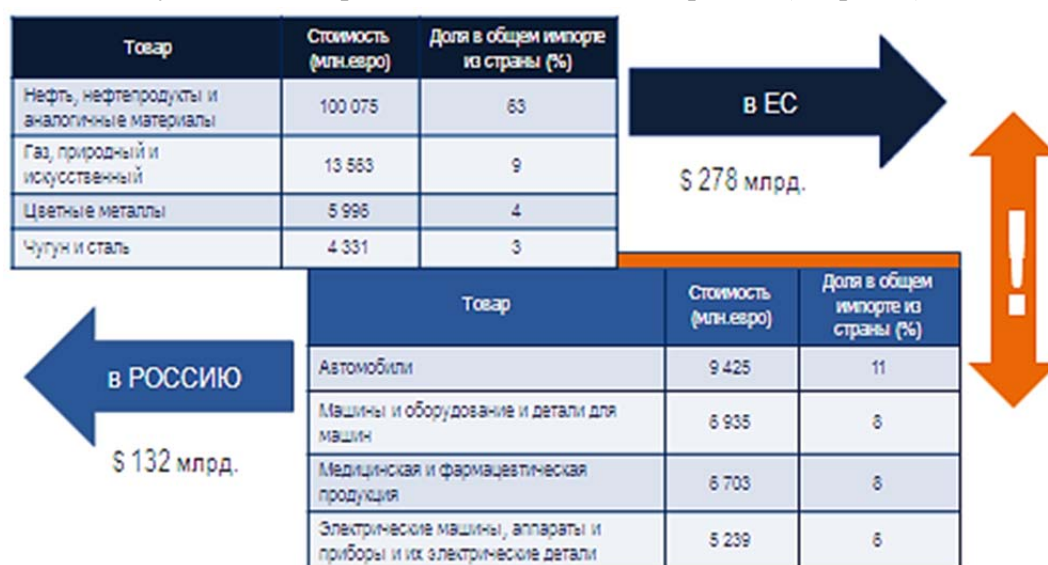 Товар
Стоимость
(млн.евро)
Доля в общем импорте
из страны (%)
Нефть, нефтепродукты и
аналогичные материалы
100 075
63
Газ, природный и
искусственный
13 563
9
Цветные металлы
5 996
4
Чугун и сталь
4 331
3
в ЕС
$ 278 млрд.
!
в РОССИЮ
$ 132 млрд.
Товар
Стоимость
(млн.евро)
Доля в общем
импорте из
страны (%)
Автомобили
9 425
11
Машины и оборудование и детали для
машин
6 935
8
Медицинская и фармацевтическая
продукция
6 703
8
Электрические машины, аппараты и
приборы и их электрические детали
5 239
6